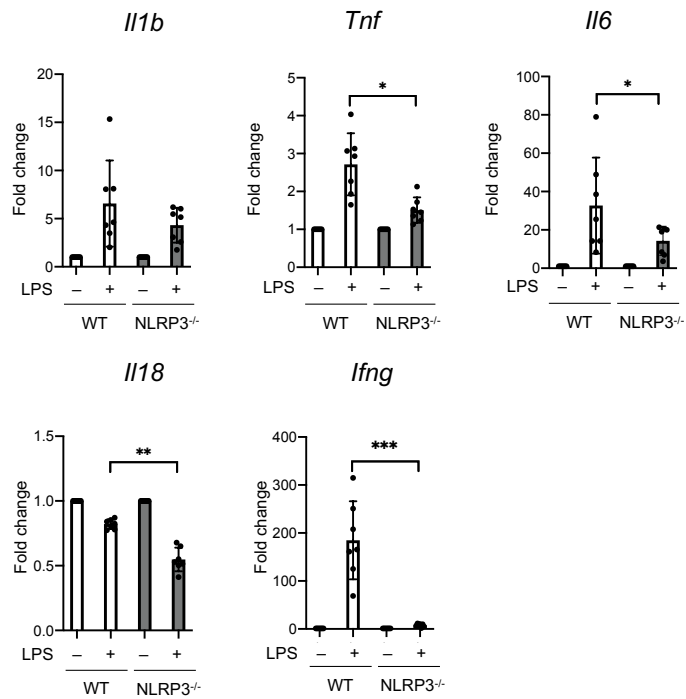 Il1b
Fold change
20
15
10
5
0
LPS – + – +
WT NLRP3-/-
Tnf
Fold change
5
4
3
2
1
0
*
LPS – + – +
WT NLRP3-/-
Il6
Fold change
100
80
60
40
20
0
*
LPS – + – +
WT NLRP3-/-
Il18
Fold change
1.5
1.0
0.5
0.0
**
LPS – + – +
WT NLRP3-/-
Ifng
Fold change
400
300
200
100
0
***
LPS – + – +
WT NLRP3-/-